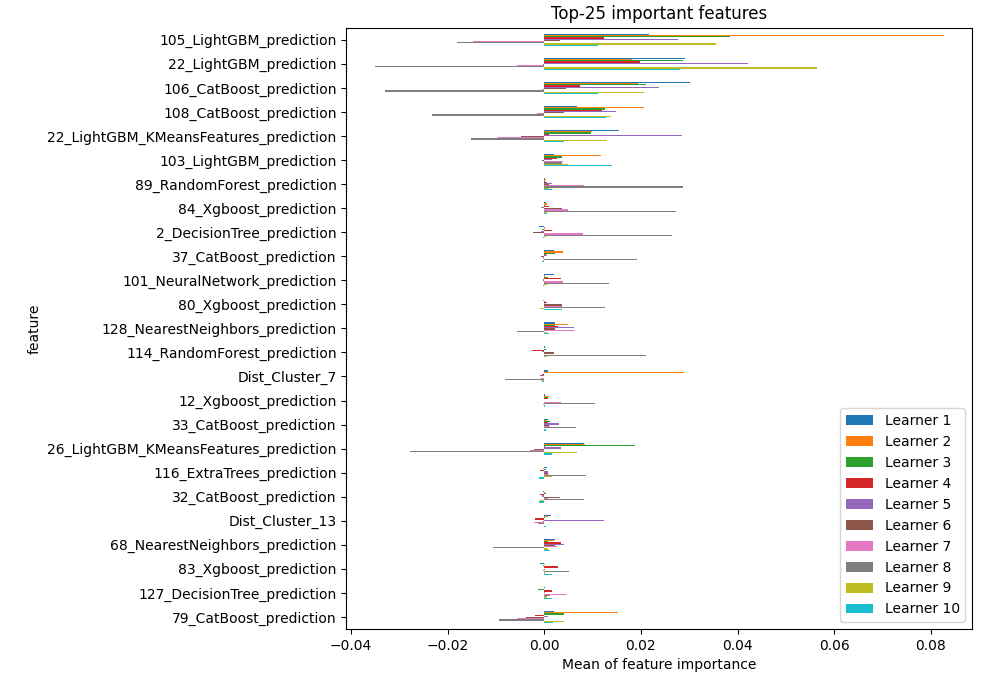 Top-25 important features
105_LightGBM_prediction
22_LightGBM_prediction
106_CatBoost_prediction
108_CatBoost_prediction
22_LightGBM_KMeansFeatures_prediction
103_LightGBM_prediction
89_RandomForest_prediction
84_Xgboost_prediction
2_DecisionTree_prediction
37_CatBoost_prediction
101_NeuralNetwork_prediction
80_Xgboost_prediction
128_NearestNeighbors_prediction
114_RandomForest_prediction
Dist_Cluster_7
12_Xgboost_prediction
33_CatBoost_prediction
26_LightGBM_KMeansFeatures_prediction
116_ExtraTrees_prediction
32_CatBoost_prediction
Dist_Cluster_13
68_NearestNeighbors_prediction
83_Xgboost_prediction
127_DecisionTree_prediction
79_CatBoost_prediction
feature
Learner 1
Learner 2
Learner 3
Learner 4
Learner 5
Learner 6
Learner 7
Learner 8
Learner 9
Learner 10
−0.04 −0.02 0.00 0.02 0.04 0.06 0.08
Mean of feature importance